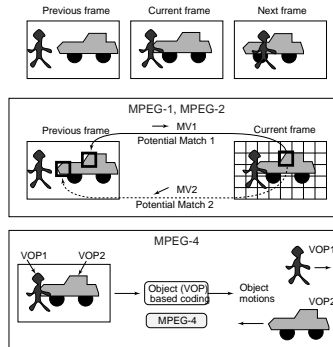 Previous frame
Current frame
Next frame
MPEG-1, MPEG-2
Previous frame
MV1
Current frame
Potential Match 1
MV2
Potential Match 2
MPEG-4
VOP1
VOP2
VOP1
Object (VOP)
based coding
Object
motions
MPEG-4
VOP2